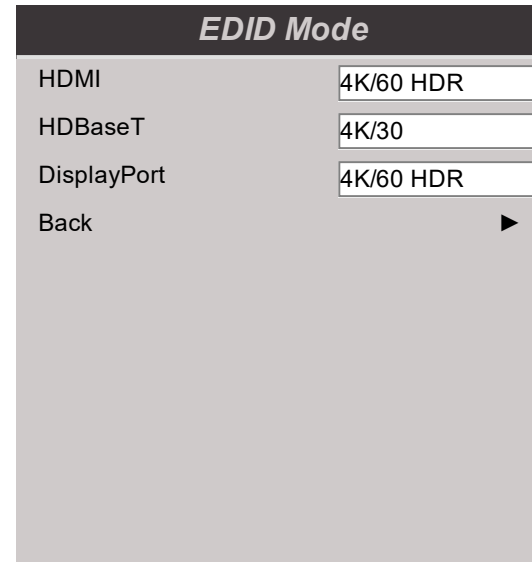 EDID Mode
HDMI 4K/60 HDR
HDBaseT 4K/30
DisplayPort 4K/60 HDR
Back ►